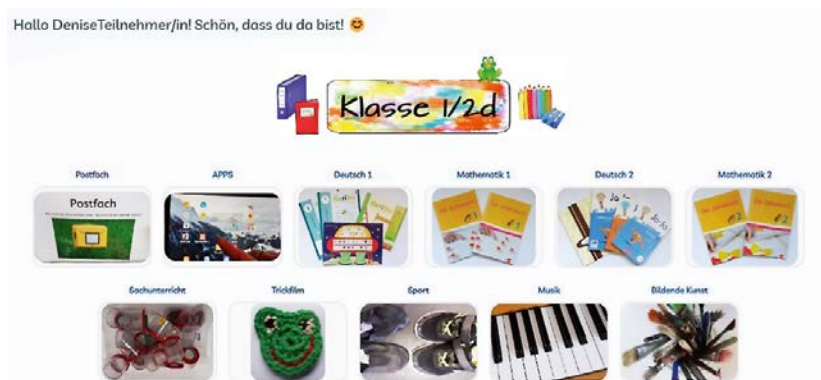 Hallo DeniseTeilnehmer/in! Schön, dass du da bist! 😊
Klasse 1/2d
Postfach APPS Deutsch 1 Mathematik 1 Deutsch 2 Mathematik 2
Postfach
Sachunterricht Trickfilm Sport Musik Bildende Kunst